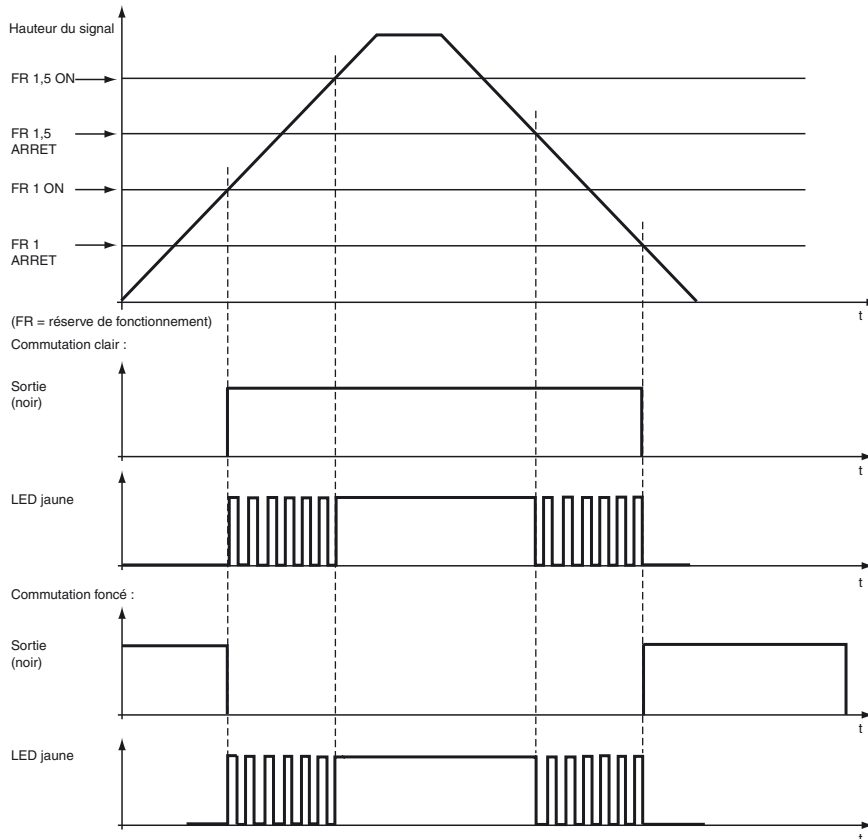 Hauteur du signal
FR 1,5 ON
FR 1,5
ARRET
FR 1 ON
FR 1
ARRET
t
(FR = réserve de fonctionnement)
Commutation clair :
Sortie
(noir)
t
LED jaune
t
Commutation foncé :
Sortie
(noir)
t
LED jaune
t